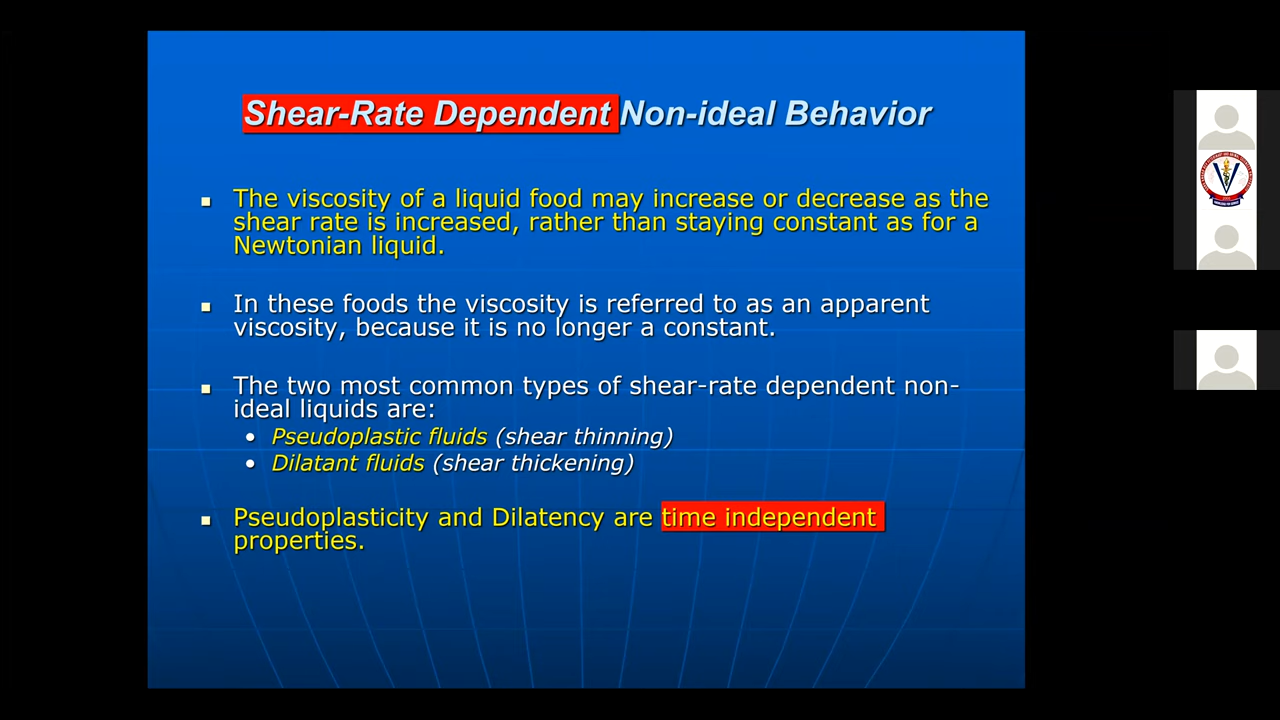 Shear-Rate Dependent Non-ideal Behavior
The viscosity of a liquid food may increase or decrease as the
shear rate is increased, rather than staying constant as for a
Newtonian liquid.
In these foods the viscosity is referred to as an apparent
viscosity, because it is no longer a constant.
The two most common types of shear-rate dependent non-
ideal liquids are:
Pseudoplastic fluids (shear thinning)
Dilatant fluids (shear thickening)
Pseudoplasticity and Dilatency are time independent
properties.